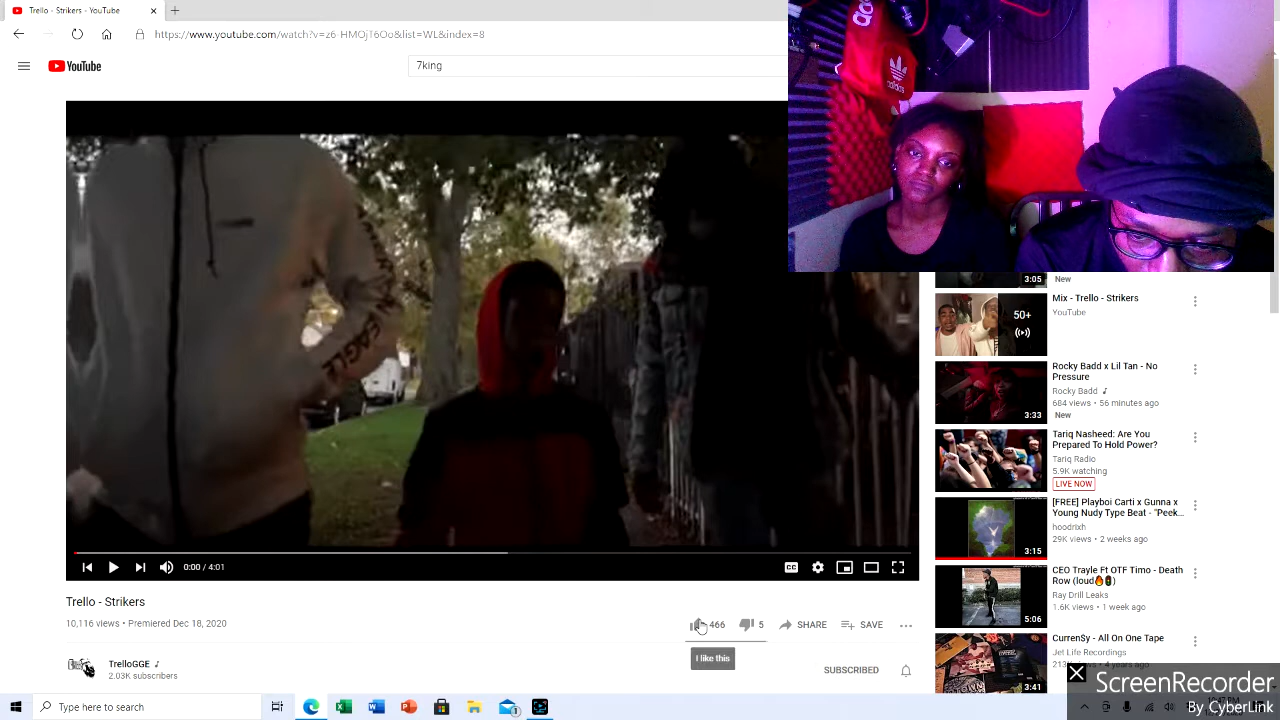 Trello - Strikers - YouTube
https://www.youtube.com/watch?v=z6-HMOjT6Oo&list=WL&index=8
YouTube
7king
adidas
3:05
New
Mix - Trello - Strikers
YouTube
50+
Rocky Badd x Lil Tan - No
Pressure
Rocky Badd
684 views • 56 minutes ago
New
3:33
Tariq Nasheed: Are You
Prepared To Hold Power?
Tariq Radio
5.9K watching
LIVE NOW
[FREE] Playboi Carti x Gunna x
Young Nudy Type Beat - "Peek...
hoodrixh
29K views • 2 weeks ago
3:15
CEO Trayle Ft OTF Timo - Death
Row (loud🔥🚦)
Ray Drill Leaks
1.6K views • 1 week ago
5:06
Curren$y - All On One Tape
Jet Life Recordings
4 years ago
3:41
0:00 / 4:01
CC
Trello - Strikers
10,116 views • Premiered Dec 18, 2020
466
5
SHARE
SAVE
I like this
TrelloGGE
2.03K subscribers
SUBSCRIBED
ScreenRecorder
By CyberLink
Type here to search